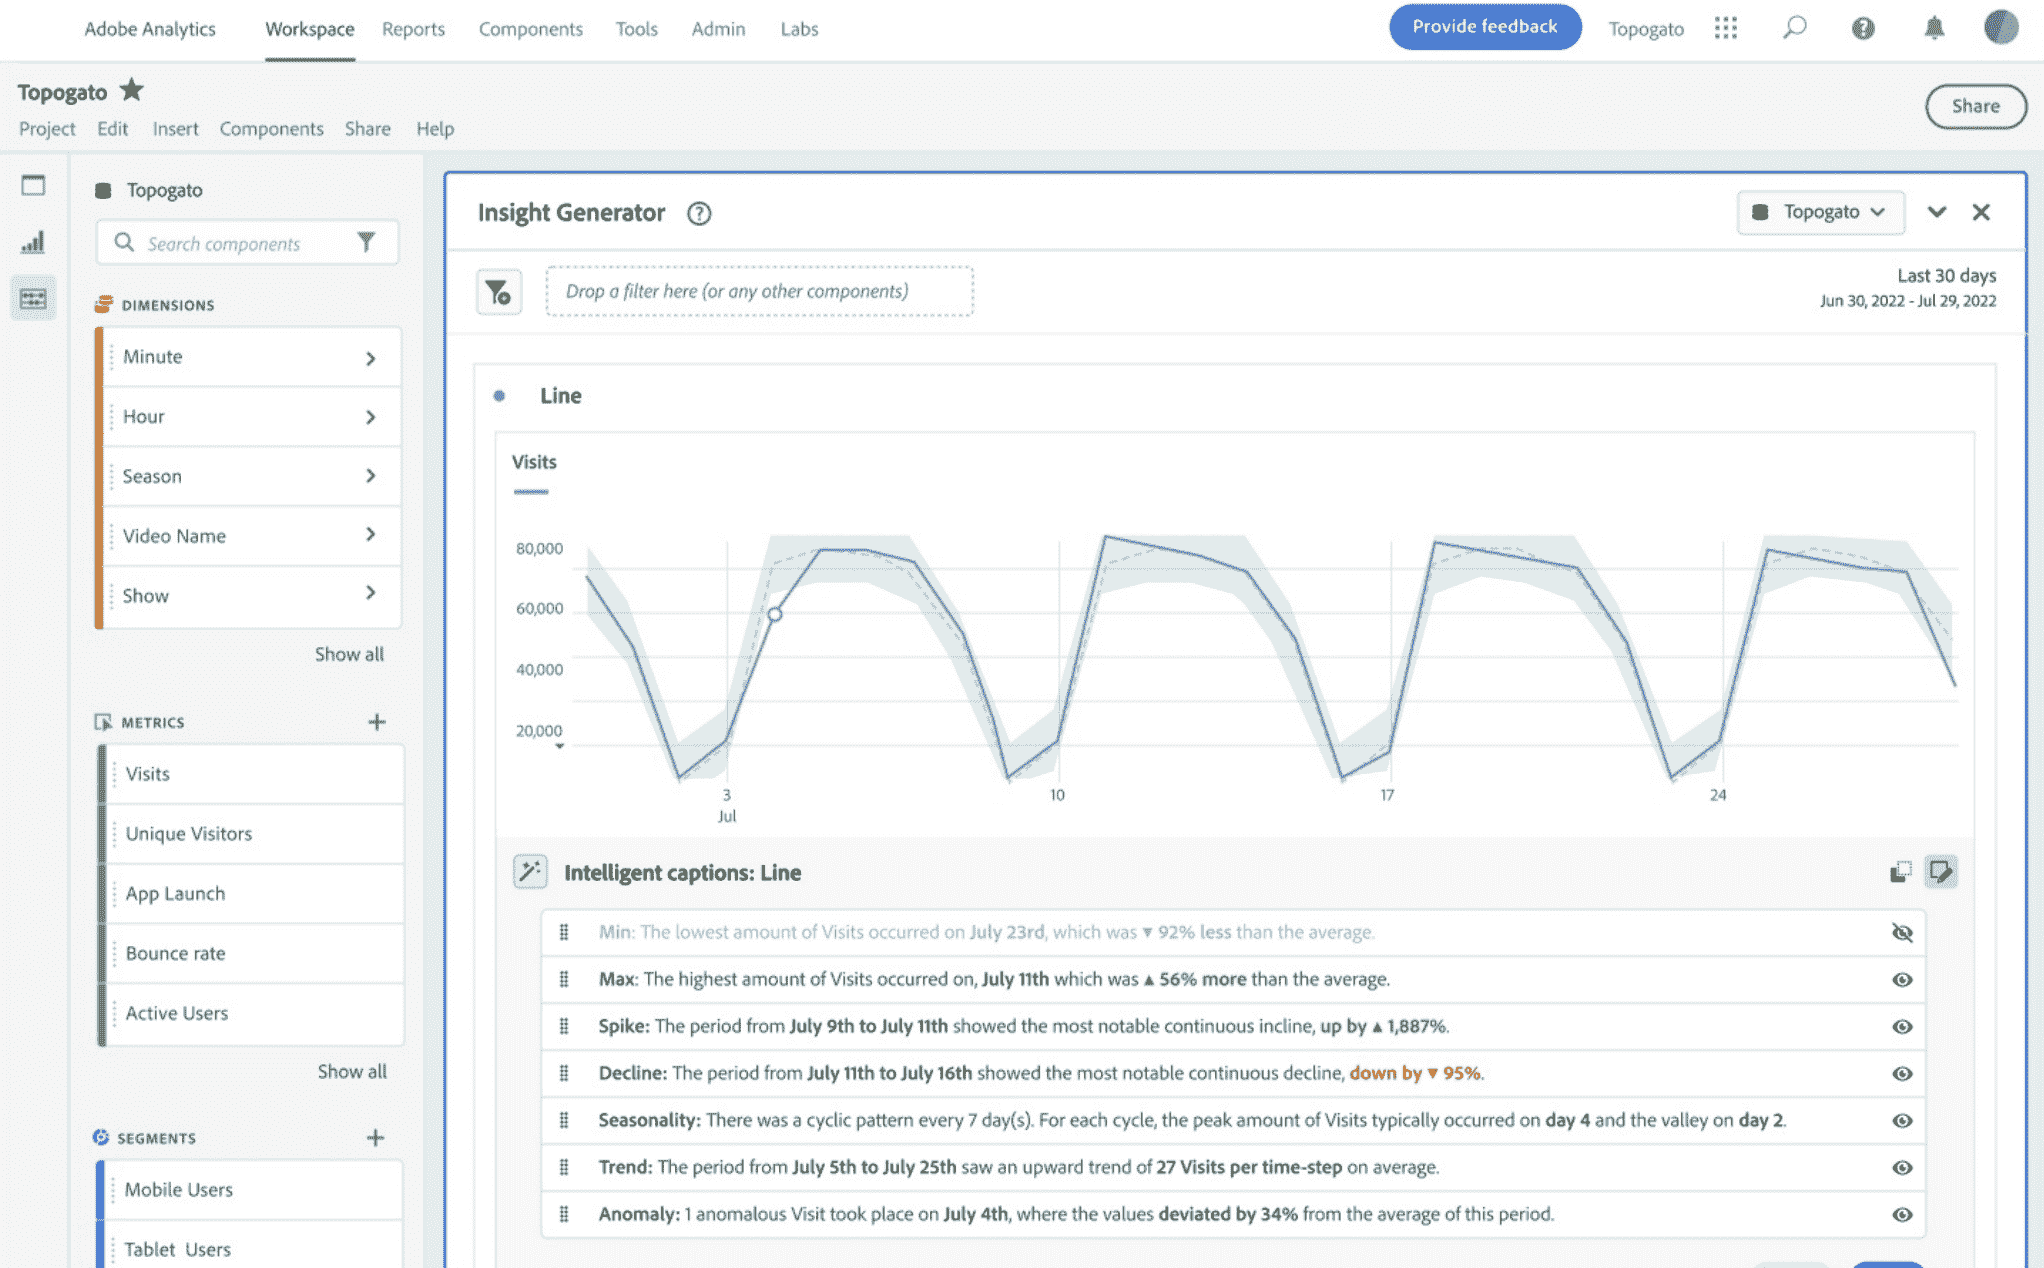 Adobe Analytics Workspace Reports Components Tools Admin Labs Provide feedback Topogato
Topogato
Project Edit Insert Components Share Help
Share
Topogato
Search components
DIMENSIONS
Minute
Hour
Season
Video Name
Show
Show all
METRICS
Visits
Unique Visitors
App Launch
Bounce rate
Active Users
Show all
SEGMENTS
Mobile Users
Tablet Users
Insight Generator
Topogato
Drop a filter here (or any other components)
Last 30 days
Jun 30, 2022 - Jul 29, 2022
Line
Visits
80,000
60,000
40,000
20,000
3 10 17 24
Jul
Intelligent captions: Line
Min: The lowest amount of Visits occurred on July 23rd, which was ▼ 92% less than the average.
Max: The highest amount of Visits occurred on, July 11th which was ▲ 56% more than the average.
Spike: The period from July 9th to July 11th showed the most notable continuous incline, up by ▲ 1,887%.
Decline: The period from July 11th to July 16th showed the most notable continuous decline, down by ▼ 95%.
Seasonality: There was a cyclic pattern every 7 day(s). For each cycle, the peak amount of Visits typically occurred on day 4 and the valley on day 2.
Trend: The period from July 5th to July 25th saw an upward trend of 27 Visits per time-step on average.
Anomaly: 1 anomalous Visit took place on July 4th, where the values deviated by 34% from the average of this period.